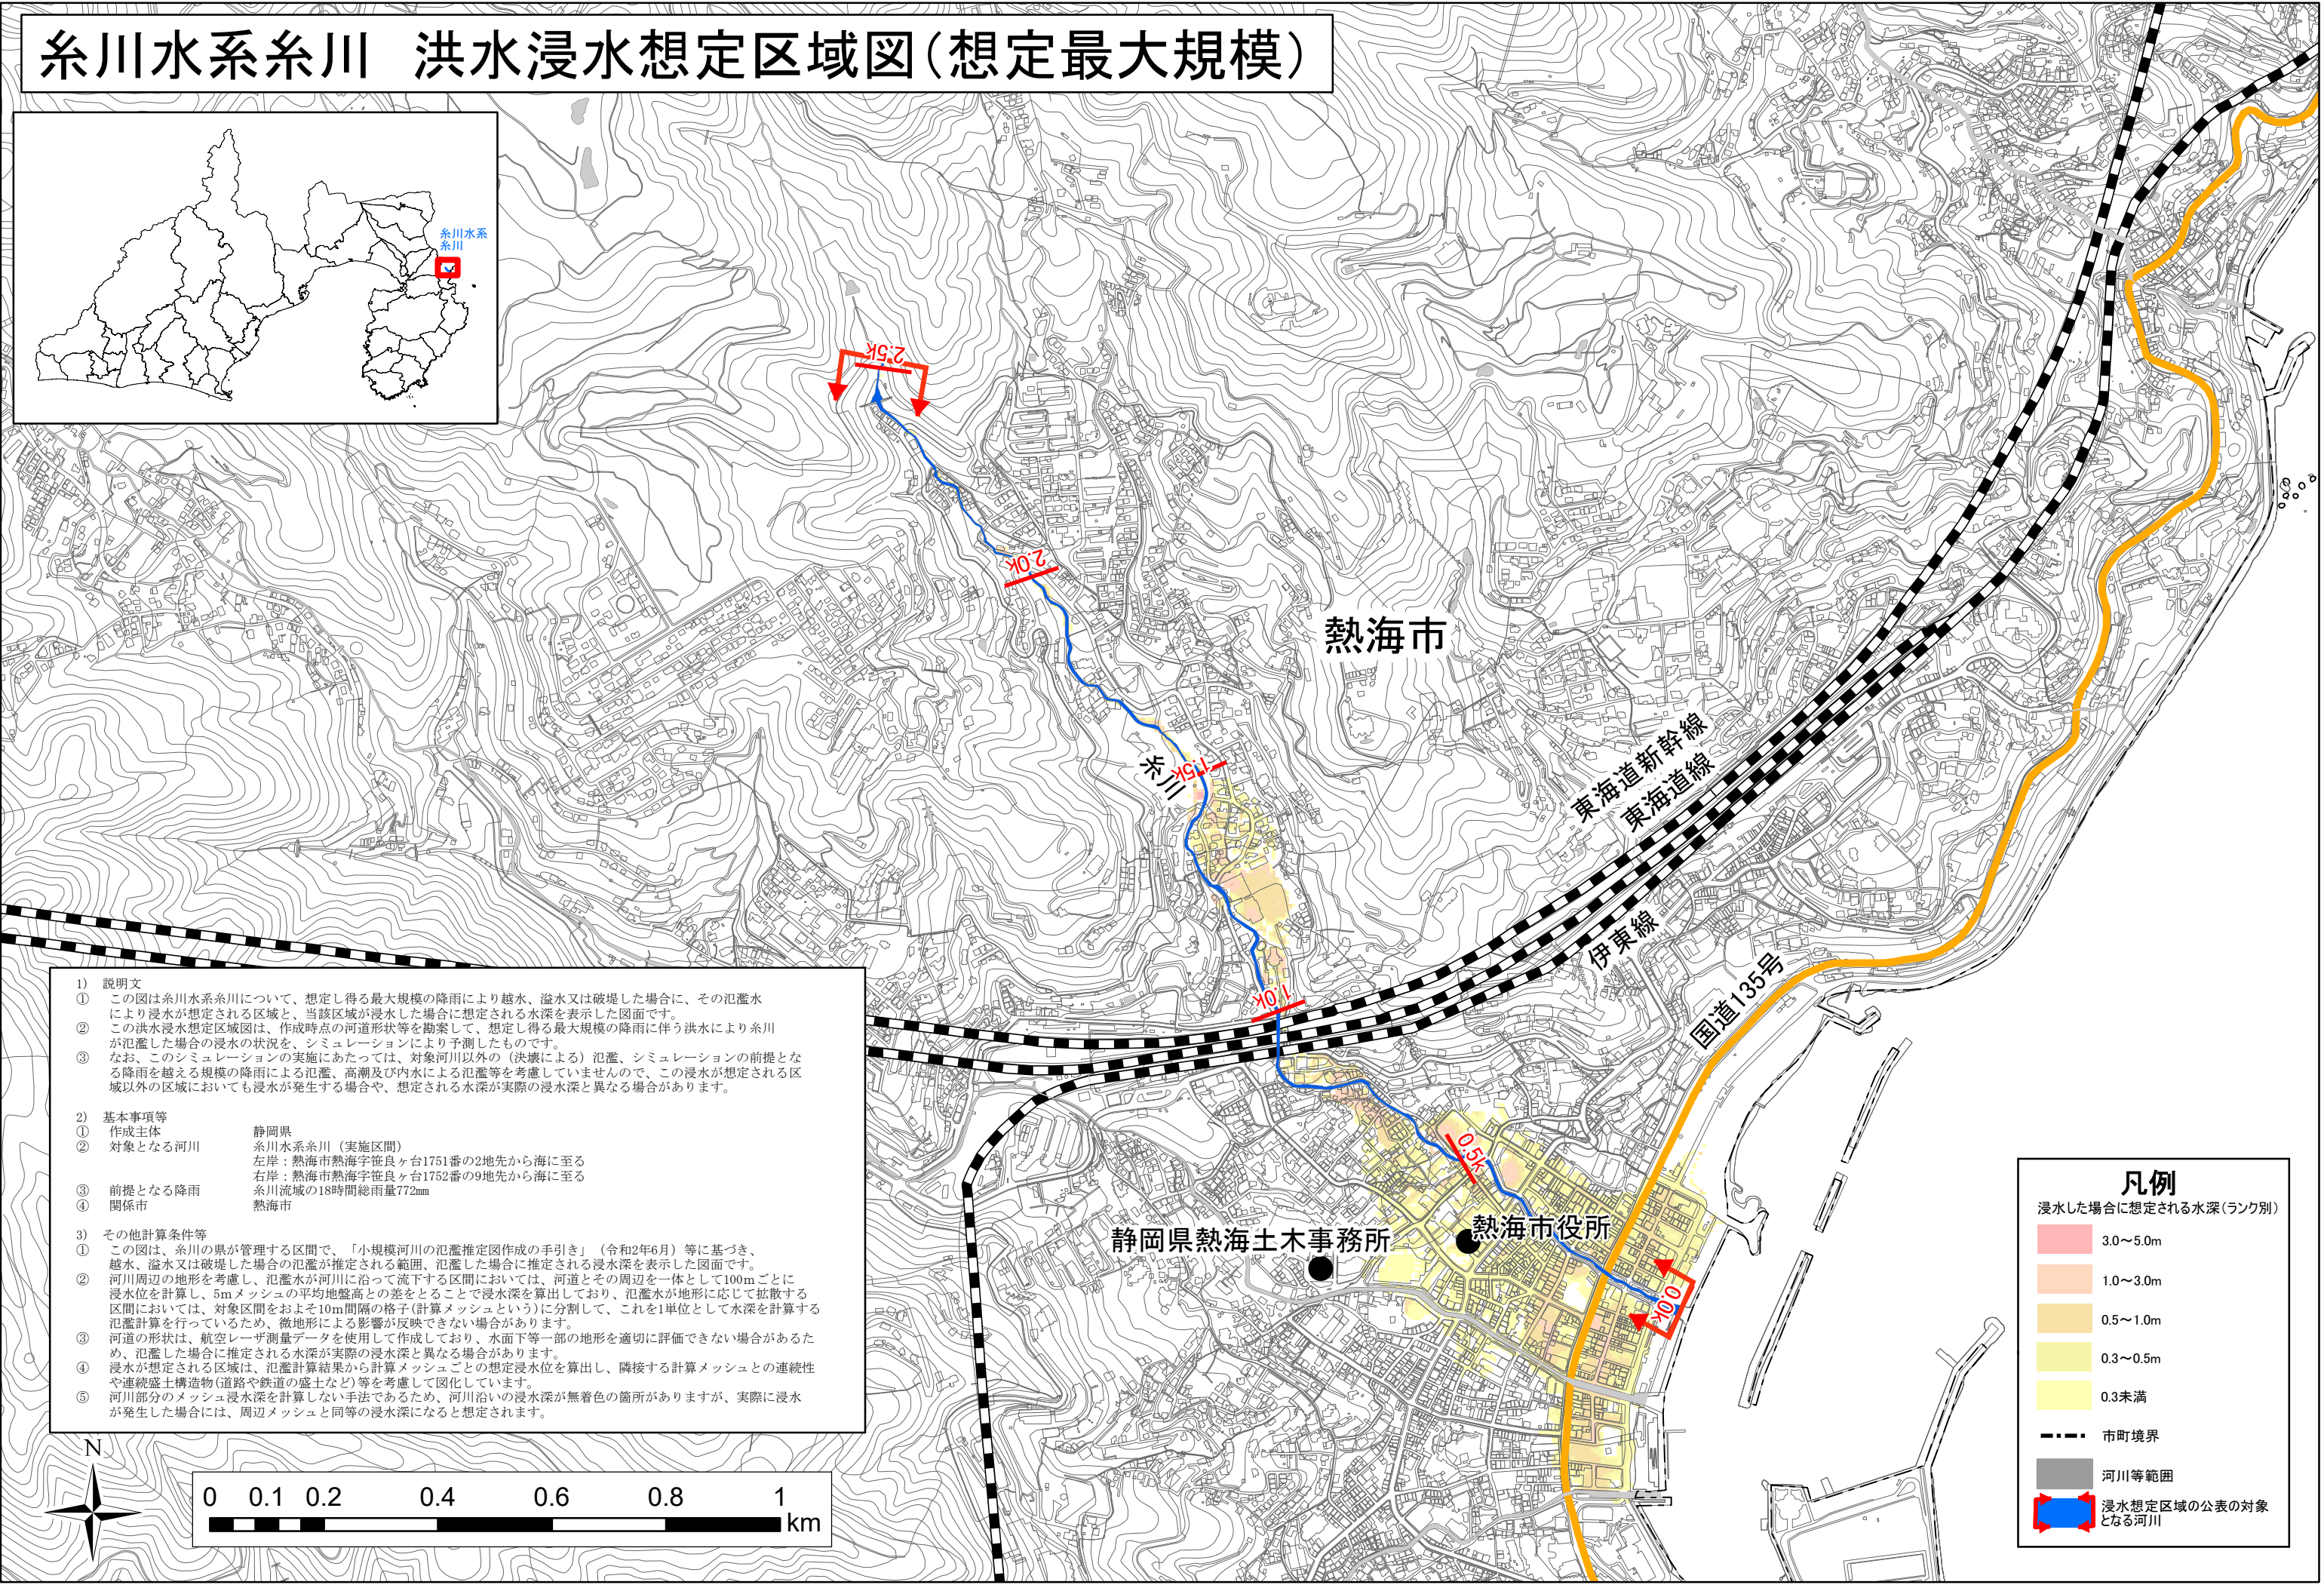 糸川水系糸川　洪水浸水想定区域図(想定最大規模)
糸川水系
糸川
2.5k
2.0k
熱海市
1.5k
糸川
東海道新幹線
東海道線
伊東線
国道135号
1.0k
0.5k
熱海市役所
静岡県熱海土木事務所
0.0k
1)　説明文
①　この図は糸川水系糸川について、想定し得る最大規模の降雨により越水、溢水又は破堤した場合に、その氾濫水
により浸水が想定される区域と、当該区域が浸水した場合に想定される水深を表示した図面です。
②　この洪水浸水想定区域図は、作成時点の河道形状等を勘案して、想定し得る最大規模の降雨に伴う洪水により糸川
が氾濫した場合の浸水の状況を、シミュレーションにより予測したものです。
③　なお、このシミュレーションの実施にあたっては、対象河川以外の（決壊による）氾濫、シミュレーションの前提とな
る降雨を越える規模の降雨による氾濫、高潮及び内水による氾濫等を考慮していませんので、この浸水が想定される区
域以外の区域においても浸水が発生する場合や、想定される水深が実際の浸水深と異なる場合があります。
2)　基本事項等
①　作成主体　静岡県
②　対象となる河川　糸川水系糸川（実施区間）
左岸：熱海市熱海字笹良ヶ台1751番の2地先から海に至る
右岸：熱海市熱海字笹良ヶ台1752番の9地先から海に至る
③　前提となる降雨　糸川流域の18時間総雨量772mm
④　関係市　熱海市
3)　その他計算条件等
①　この図は、糸川の県が管理する区間で、「小規模河川の氾濫推定図作成の手引き」（令和2年6月）等に基づき、
越水、溢水又は破堤した場合の氾濫が推定される範囲、氾濫した場合に推定される浸水深を表示した図面です。
②　河川周辺の地形を考慮し、氾濫水が河川に沿って流下する区間においては、河道とその周辺を一体として100mごとに
浸水位を計算し、5mメッシュの平均地盤高との差をとることで浸水深を算出しており、氾濫水が地形に応じて拡散する
区間においては、対象区間をおよそ10m間隔の格子(計算メッシュという)に分割して、これを1単位として水深を計算する
氾濫計算を行っているため、微地形による影響が反映できない場合があります。
③　河道の形状は、航空レーザ測量データを使用して作成しており、水面下等一部の地形を適切に評価できない場合があるた
め、氾濫した場合に推定される水深が実際の浸水深と異なる場合があります。
④　浸水が想定される区域は、氾濫計算結果から計算メッシュごとの想定浸水位を算出し、隣接する計算メッシュとの連続性
や連続盛土構造物(道路や鉄道の盛土など)等を考慮して図化しています。
⑤　河川部分のメッシュ浸水深を計算しない手法であるため、河川沿いの浸水深が無着色の箇所がありますが、実際に浸水
が発生した場合には、周辺メッシュと同等の浸水深になると想定されます。
N
0 0.1 0.2 0.4 0.6 0.8 1
km
凡例
浸水した場合に想定される水深(ランク別)
3.0～5.0m
1.0～3.0m
0.5～1.0m
0.3～0.5m
0.3未満
市町境界
河川等範囲
浸水想定区域の公表の対象
となる河川